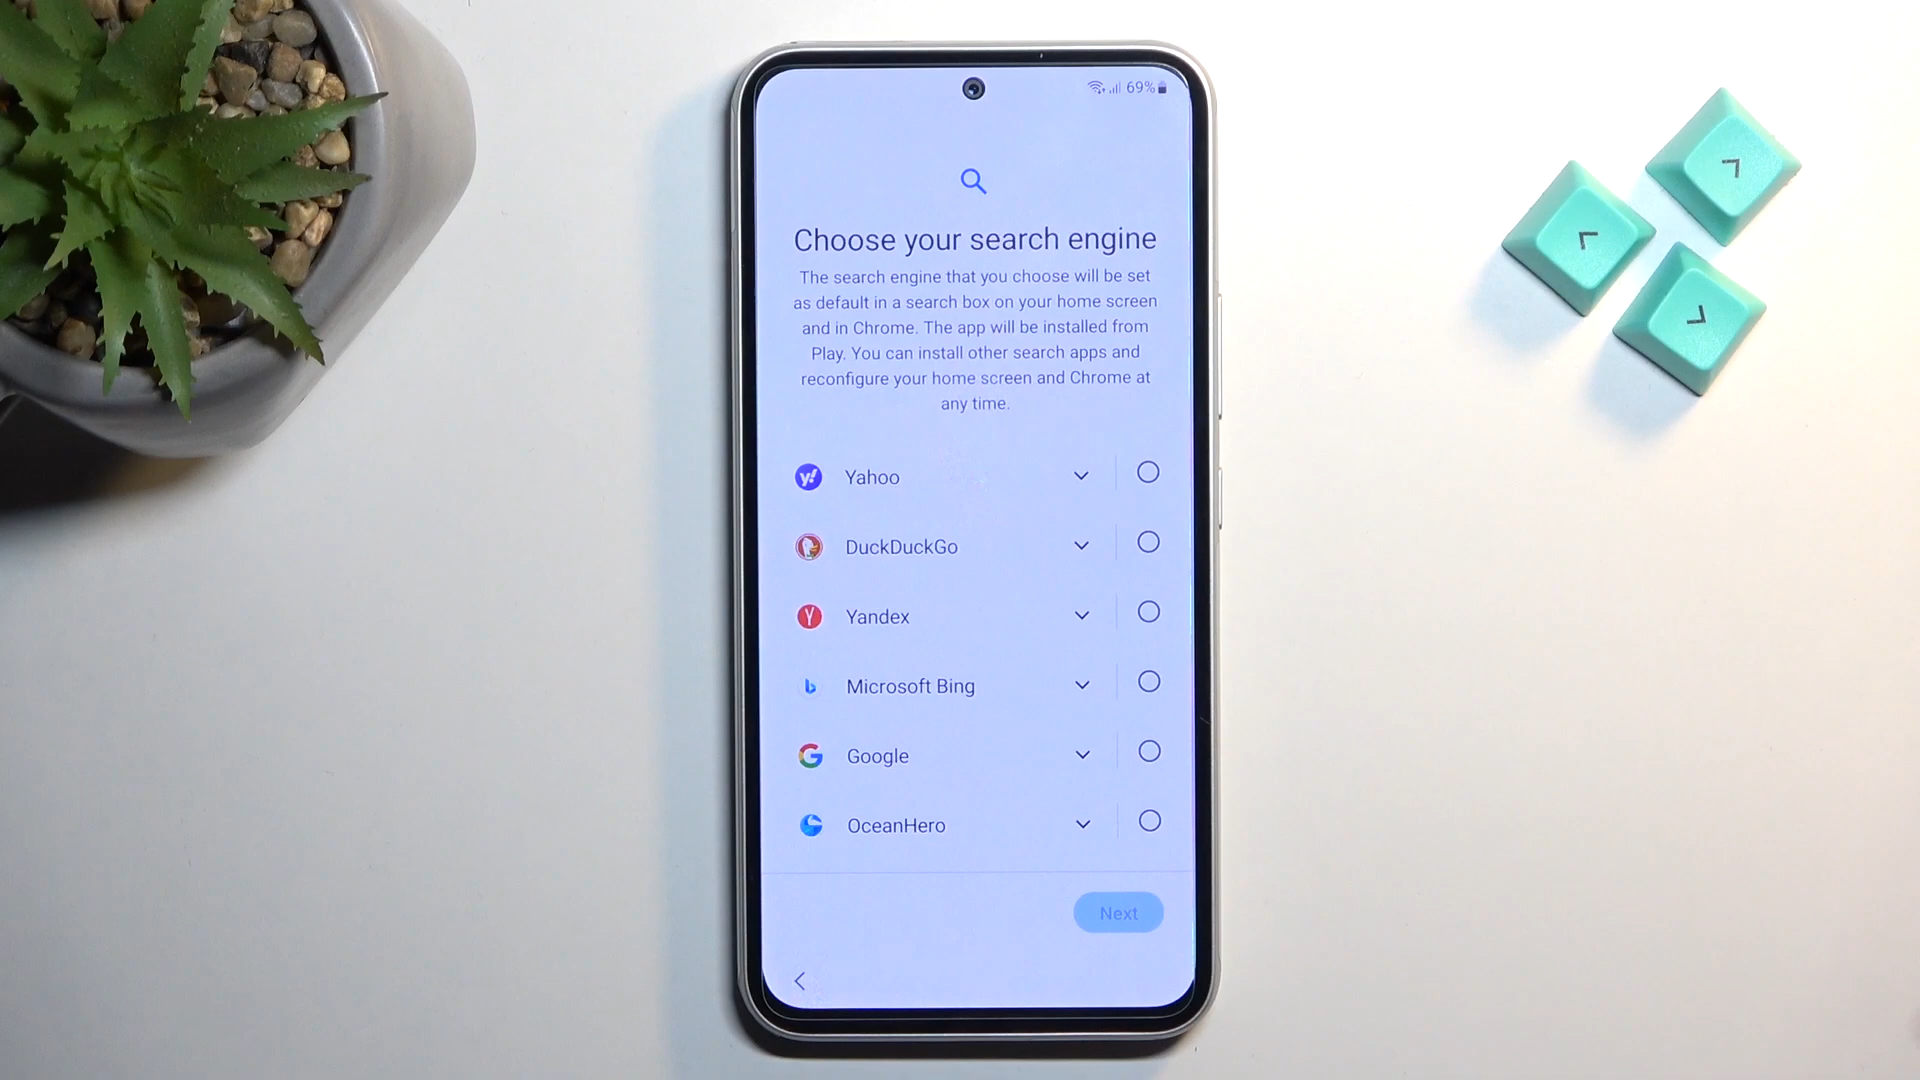 69%
Choose your search engine
The search engine that you choose will be set
as default in a search box on your home screen
and in Chrome. The app will be installed from
Play. You can install other search apps and
reconfigure your home screen and Chrome at
any time.
Yahoo
DuckDuckGo
Yandex
Microsoft Bing
Google
OceanHero
Next